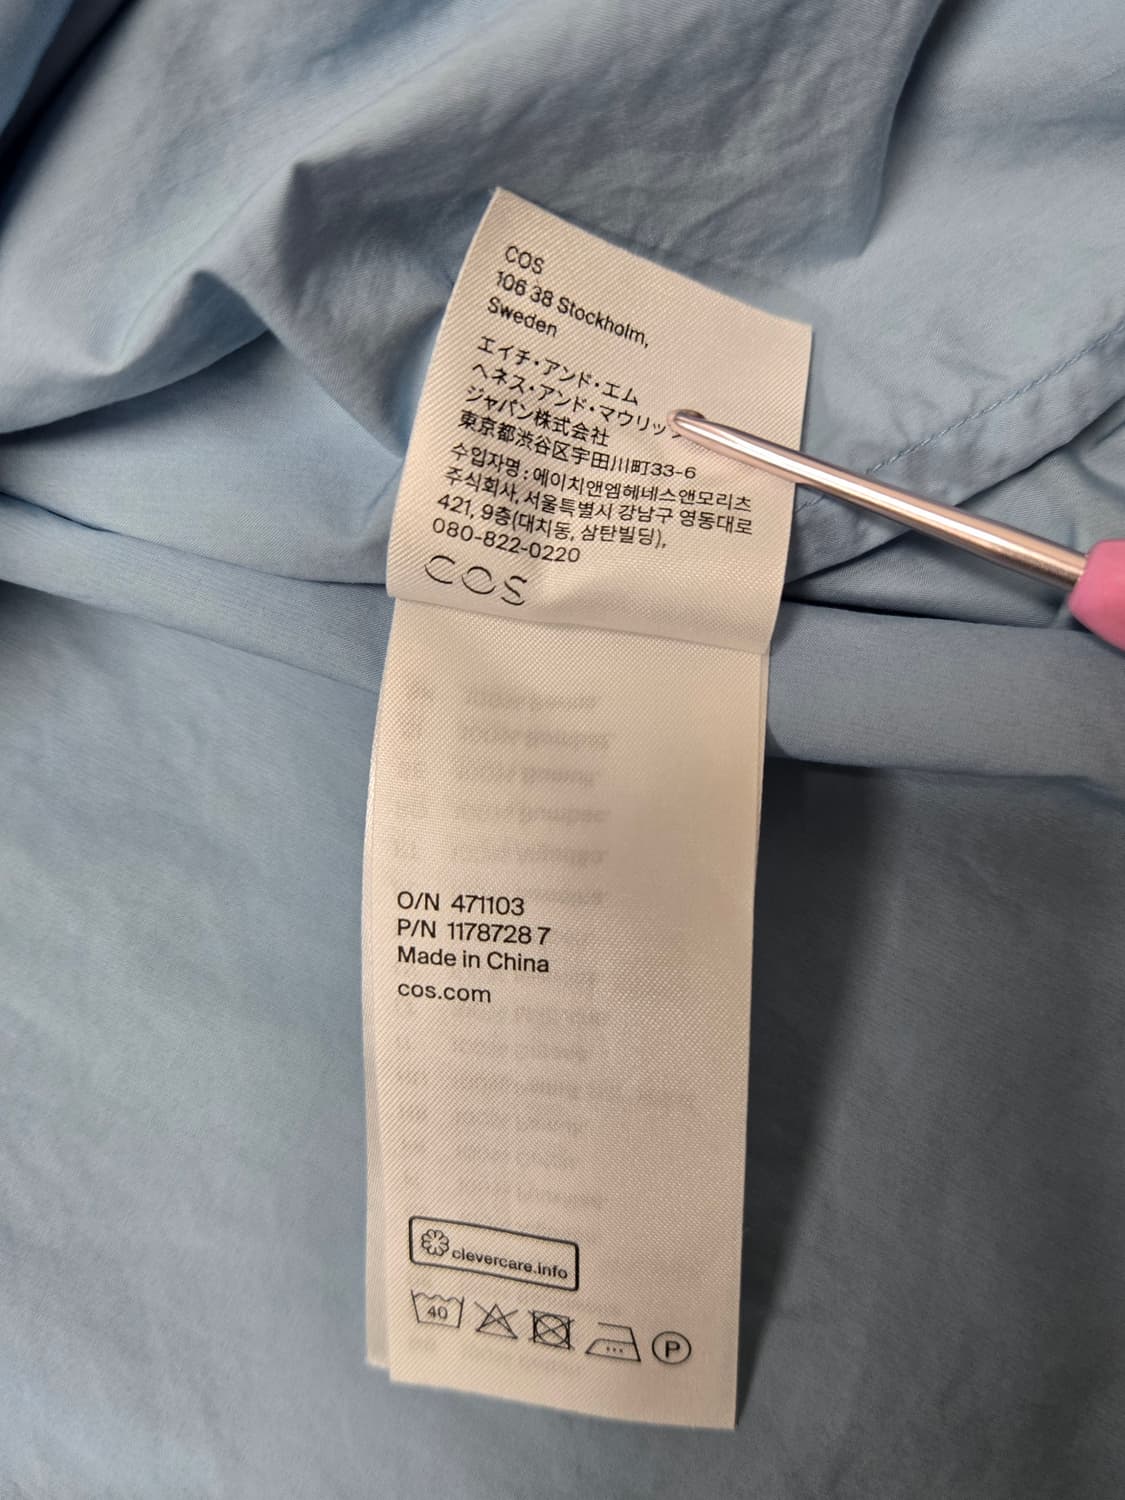 COS
106 38 Stockholm,
Sweden
エイチ・アンド・エム
ヘネス・アンド・マウリッ
ジャパン株式会社
東京都渋谷区宇田川町33-6
수입자명: 에이치앤엠헤네스앤모리츠
주식회사, 서울특별시 강남구 영동대로
421, 9층(대치동, 삼탄빌딩),
080-822-0220
COS
O/N 471103
P/N 1178728 7
Made in China
cos.com
clevercare.info
40
P